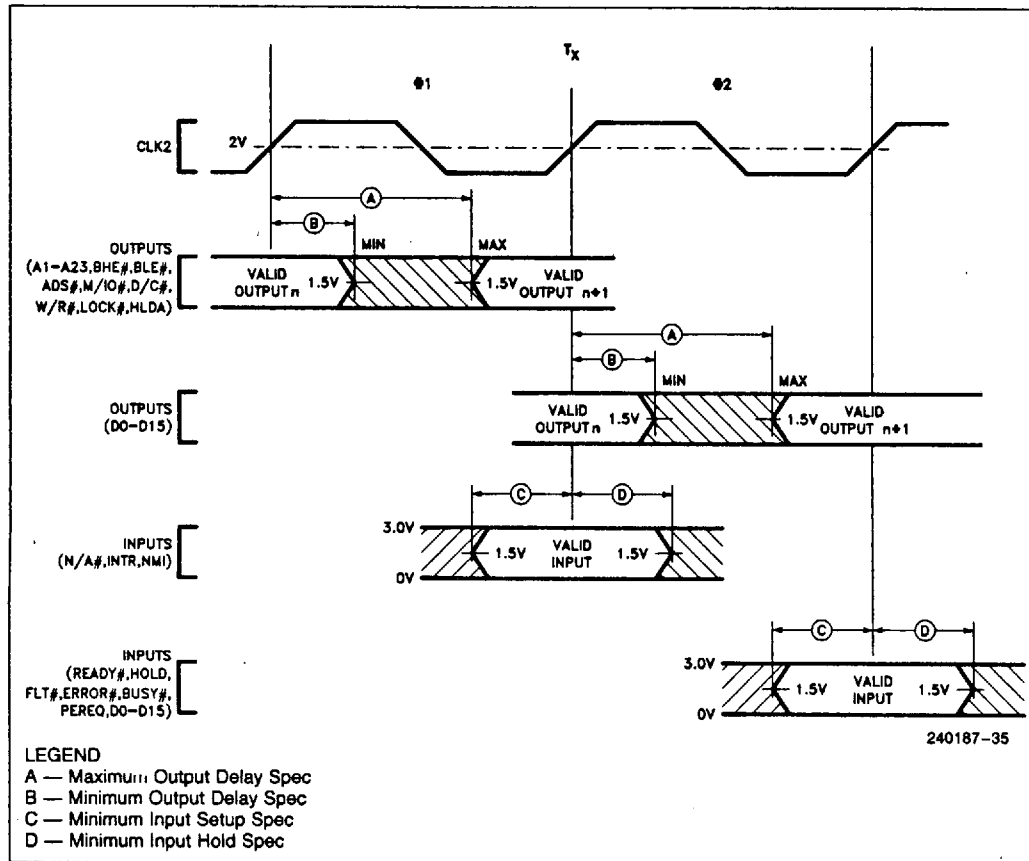 Tx
Φ1 Φ2
CLK2 2V
A
B
MIN MAX
OUTPUTS
(A1-A23,BHE#,BLE#,
ADS#,M/IO#,D/C#,
W/R#,LOCK#,HLDA)
VALID
OUTPUT n
1.5V
1.5V
VALID
OUTPUT n+1
A
B
MIN MAX
OUTPUTS
(D0-D15)
VALID
OUTPUT n
1.5V
1.5V
VALID
OUTPUT n+1
C D
INPUTS
(N/A#,INTR,NMI)
3.0V
0V
1.5V
VALID
INPUT
1.5V
C D
INPUTS
(READY#,HOLD,
FLT#,ERROR#,BUSY#,
PEREQ,D0-D15)
3.0V
0V
1.5V
VALID
INPUT
1.5V
240187-35
LEGEND
A — Maximum Output Delay Spec
B — Minimum Output Delay Spec
C — Minimum Input Setup Spec
D — Minimum Input Hold Spec